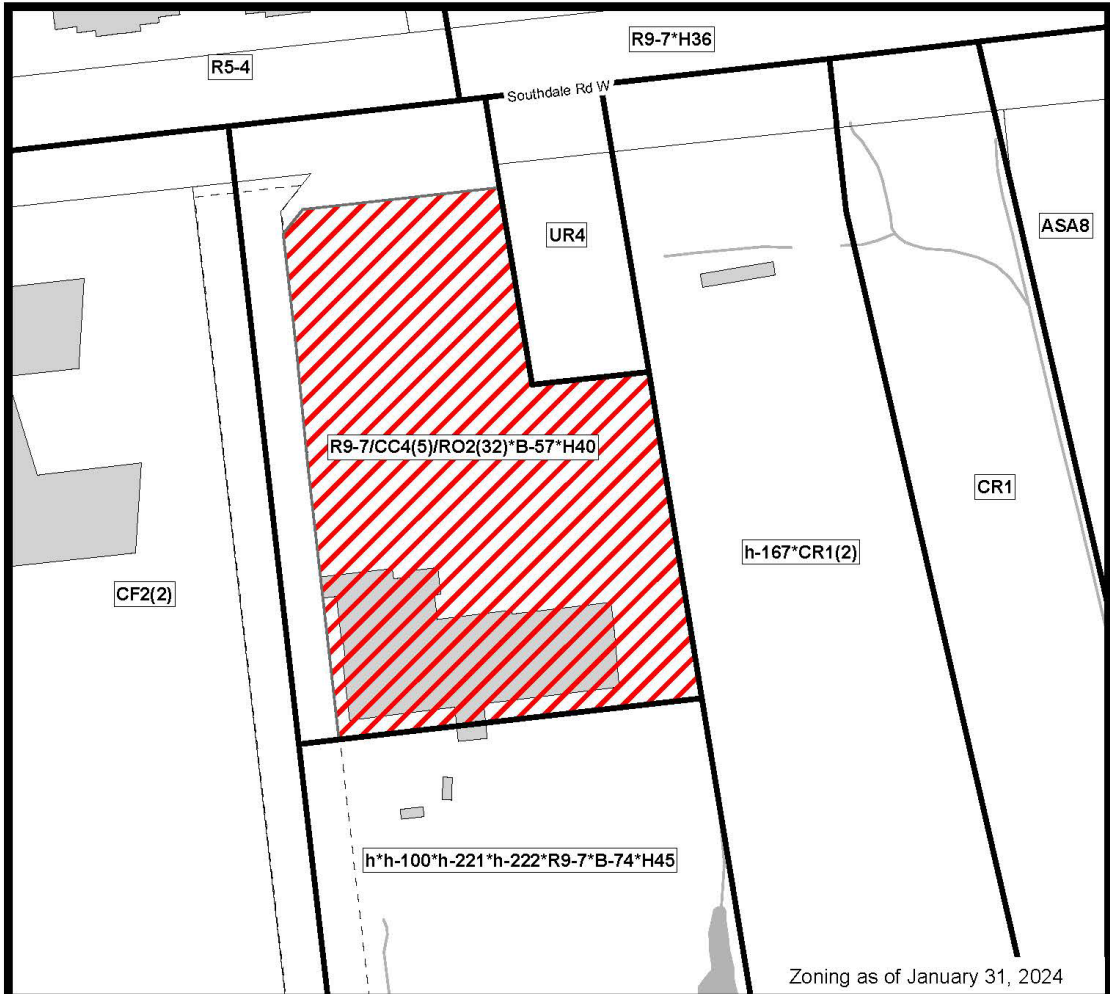 R9-7*H36
R5-4
Southdale Rd W
UR4
ASA8
R9-7/CC4(5)/RO2(32)*B-57*H40
CR1
h-167*CR1(2)
CF2(2)
h*h-100*h-221*h-222*R9-7*B-74*H45
Zoning as of January 31, 2024